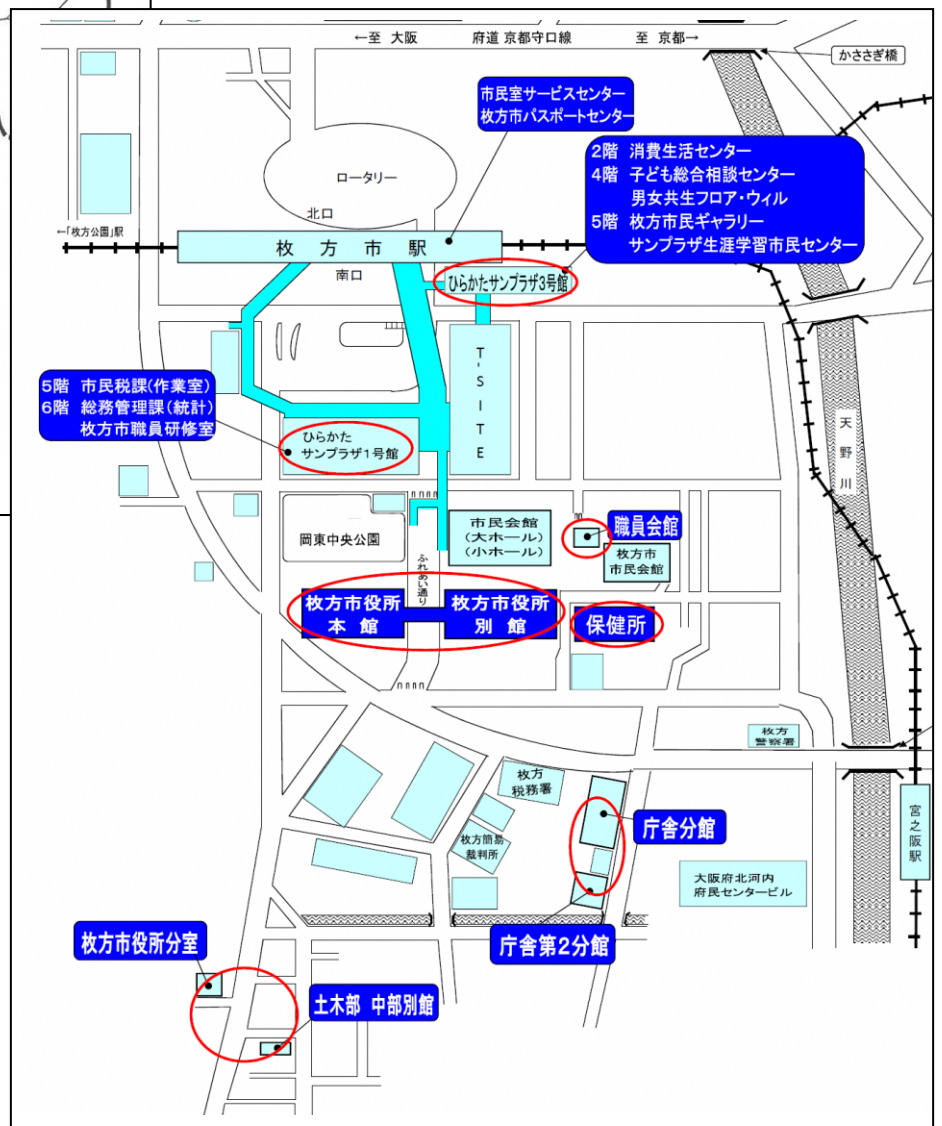 ←至 大阪 府道 京都守口線 至 京都→
かささぎ橋
市民室サービスセンター
枚方市パスポートセンター
2階 消費生活センター
4階 子ども総合相談センター
男女共生フロア・ウィル
5階 枚方市民ギャラリー
サンプラザ生涯学習市民センター
ロータリー
北口
←「枚方公園」駅
枚方市駅
南口
ひらかたサンプラザ3号館
T'SITE
5階 市民税課(作業室)
6階 総務管理課(統計)
枚方市職員研修室
ひらかた
サンプラザ1号館
天野川
岡東中央公園
ふれあい通り
市民会館
(大ホール)
(小ホール)
職員会館
枚方市
市民会館
枚方市役所
本館
枚方市役所
別館
保健所
枚方
警察署
枚方
税務署
枚方簡易
裁判所
庁舎分館
宮之阪駅
大阪府北河内
府民センタービル
庁舎第2分館
枚方市役所分室
土木部 中部別館